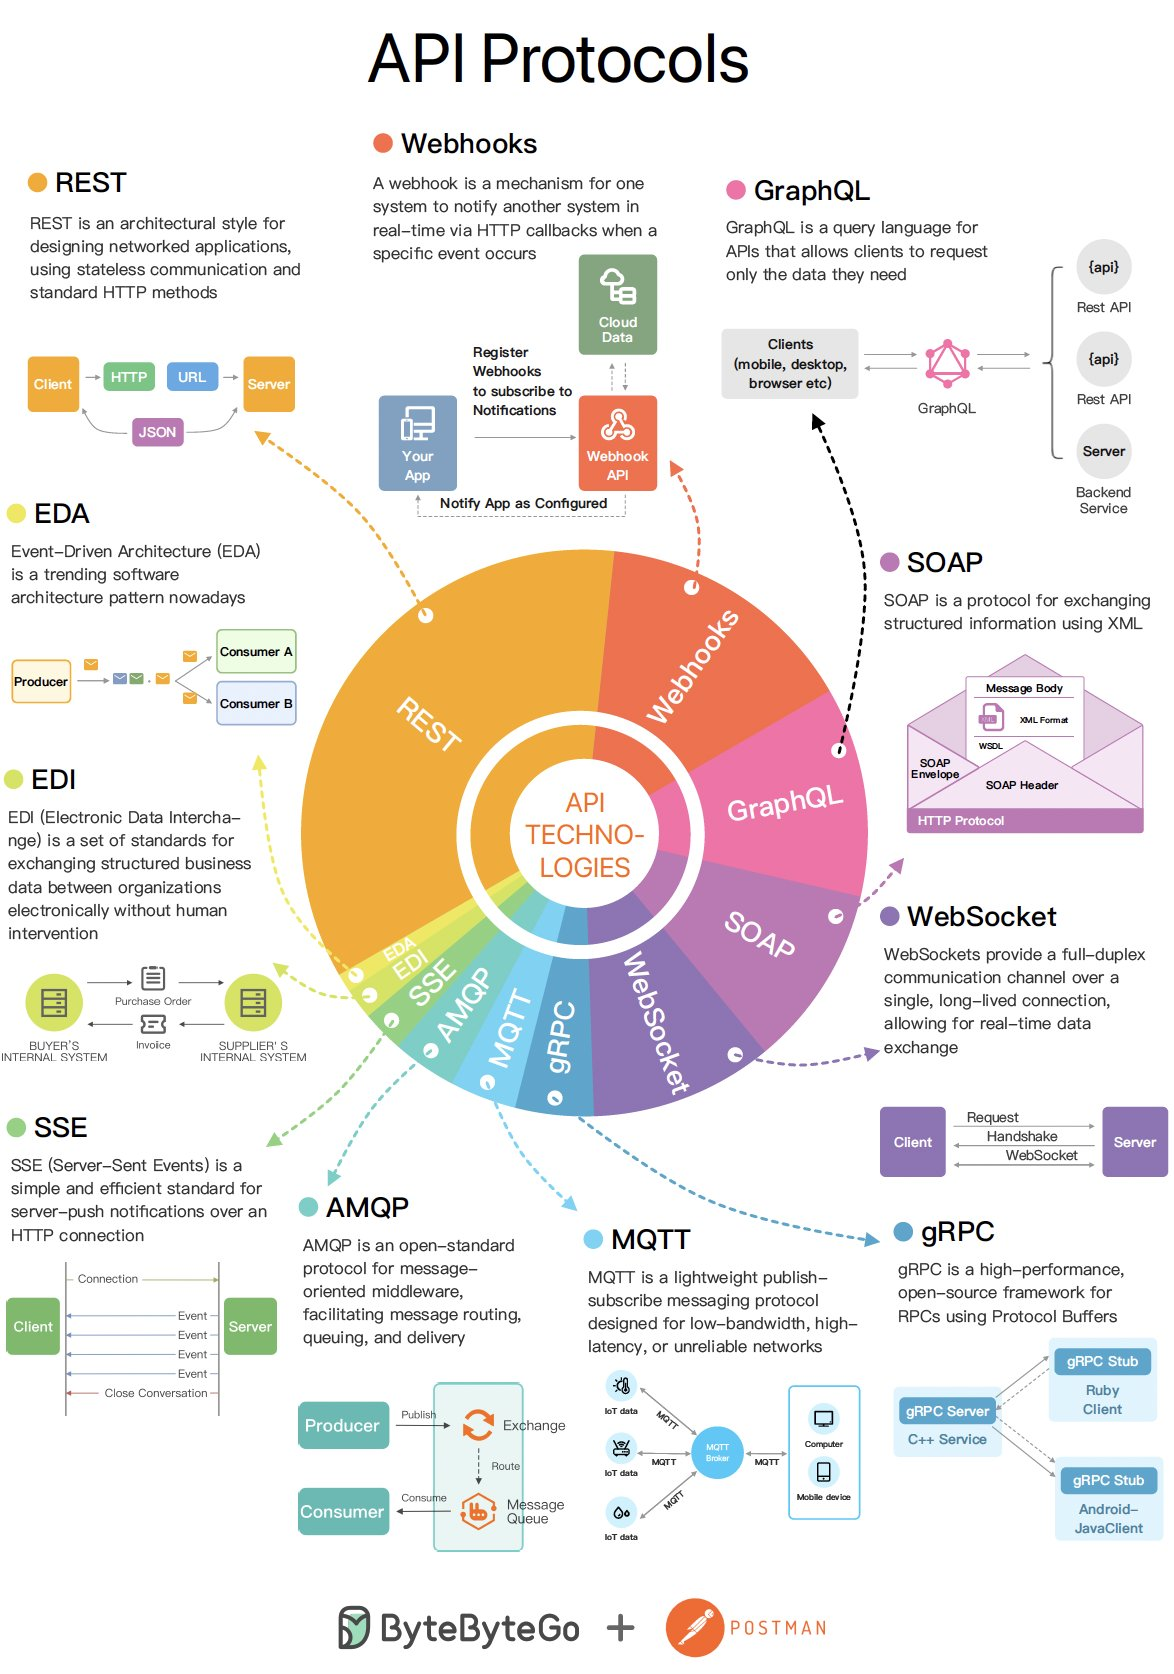 API Protocols
Webhooks
A webhook is a mechanism for one
system to notify another system in
real-time via HTTP callbacks when a
specific event occurs
Cloud
Data
Register
Webhooks
to subscribe to
Notifications
Your
App
Webhook
API
Notify App as Configured
REST
REST is an architectural style for
designing networked applications,
using stateless communication and
standard HTTP methods
Client
HTTP
URL
Server
JSON
GraphQL
GraphQL is a query language for
APIs that allows clients to request
only the data they need
Clients
(mobile, desktop,
browser etc)
GraphQL
{api}
Rest API
{api}
Rest API
Server
Backend
Service
EDA
Event-Driven Architecture (EDA)
is a trending software
architecture pattern nowadays
Producer
Consumer A
Consumer B
SOAP
SOAP is a protocol for exchanging
structured information using XML
Message Body
XML
XML Format
WSDL
SOAP
Envelope
SOAP Header
HTTP Protocol
REST
Webhooks
GraphQL
SOAP
WebSocket
gRPC
MQTT
AMQP
SSE
EDI
EDA
API
TECHNO-
LOGIES
EDI
EDI (Electronic Data Intercha-
nge) is a set of standards for
exchanging structured business
data between organizations
electronically without human
intervention
Purchase Order
Invoiice
BUYER'S
INTERNAL SYSTEM
SUPPLIER' S
INTERNAL SYSTEM
WebSocket
WebSockets provide a full-duplex
communication channel over a
single, long-lived connection,
allowing for real-time data
exchange
Client
Request
Handshake
WebSocket
Server
SSE
SSE (Server-Sent Events) is a
simple and efficient standard for
server-push notifications over an
HTTP connection
Connection
Client
Event
Event
Event
Event
Close Conversation
Server
AMQP
AMQP is an open-standard
protocol for message-
oriented middleware,
facilitating message routing,
queuing, and delivery
Producer
Publish
Exchange
Route
Consumer
Consume
Message
Queue
MQTT
MQTT is a lightweight publish-
subscribe messaging protocol
designed for low-bandwidth, high-
latency, or unreliable networks
IoT data
MQTT
IoT data
MQTT
IoT data
MQTT
MQTT
Broker
MQTT
Computer
Mobile device
gRPC
gRPC is a high-performance,
open-source framework for
RPCs using Protocol Buffers
gRPC Server
C++ Service
gRPC Stub
Ruby
Client
gRPC Stub
Android-
JavaClient
ByteByteGo + POSTMAN